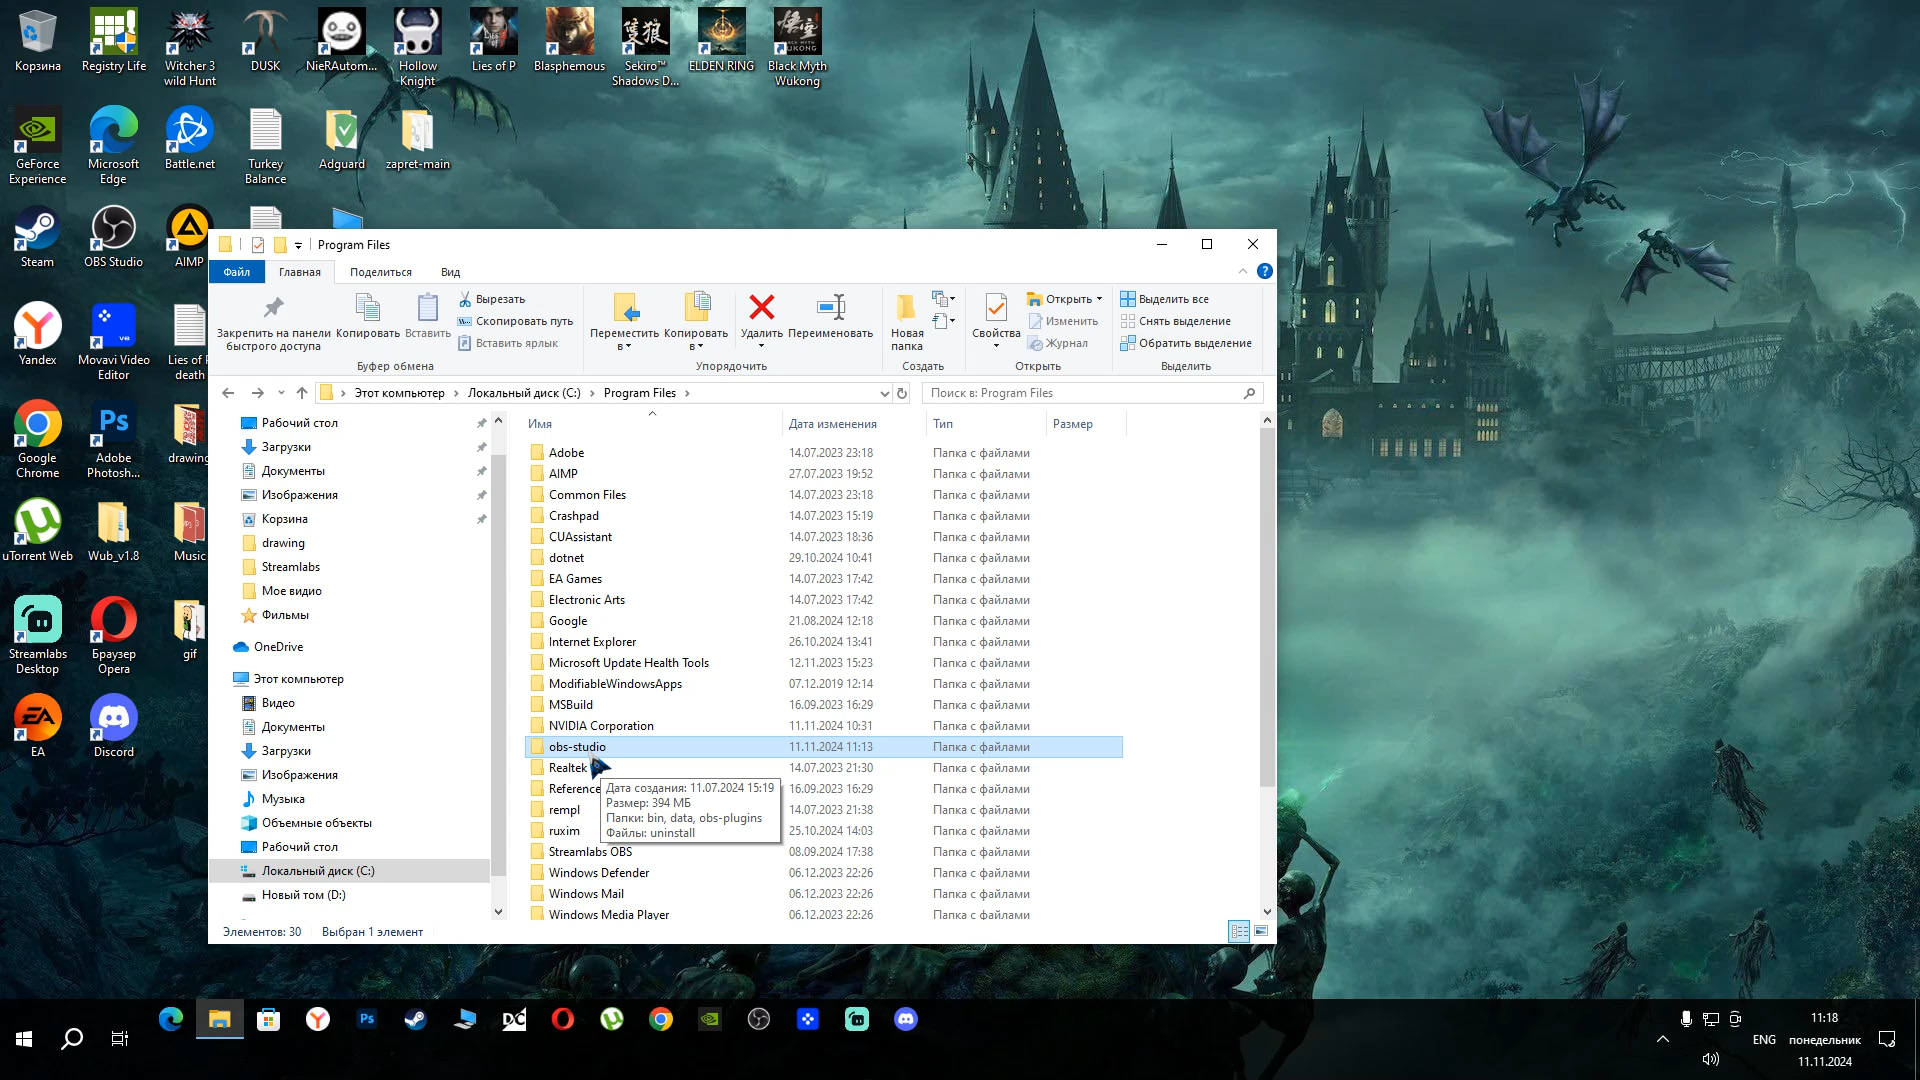 Корзина
Registry Life
Witcher 3
wild Hunt
DUSK
NieRAutom...
Hollow
Knight
Lies of P
Blasphemous
Sekiro™
Shadows D...
ELDEN RING
Black Myth
Wukong
GeForce
Experience
Microsoft
Edge
Battle.net
Turkey
Balance
Adguard
zapret-main
Steam
OBS Studio
AIMP
Yandex
Movavi Video
Editor
Lies of P
death
Google
Chrome
Adobe
Photosh...
drawing
uTorrent Web
Wub_v1.8
Music
Streamlabs
Desktop
Браузер
Opera
gif
EA
Discord
Program Files
Файл
Главная
Поделиться
Вид
Закрепить на панели
быстрого доступа
Копировать
Вставить
Вырезать
Скопировать путь
Вставить ярлык
Буфер обмена
Переместить
в
Копировать
в
Удалить
Переименовать
Упорядочить
Новая
папка
Создать
Свойства
Открыть
Изменить
Журнал
Открыть
Выделить все
Снять выделение
Обратить выделение
Выделить
Этот компьютер
Локальный диск (C:)
Program Files
Поиск в: Program Files
Рабочий стол
Загрузки
Документы
Изображения
Корзина
drawing
Streamlabs
Мое видио
Фильмы
OneDrive
Этот компьютер
Видео
Документы
Загрузки
Изображения
Музыка
Объемные объекты
Рабочий стол
Локальный диск (C:)
Новый том (D:)
Имя Дата изменения Тип Размер
Adobe 14.07.2023 23:18 Папка с файлами
AIMP 27.07.2023 19:52 Папка с файлами
Common Files 14.07.2023 23:18 Папка с файлами
Crashpad 14.07.2023 15:19 Папка с файлами
CUAssistant 14.07.2023 18:36 Папка с файлами
dotnet 29.10.2024 10:41 Папка с файлами
EA Games 14.07.2023 17:42 Папка с файлами
Electronic Arts 14.07.2023 17:42 Папка с файлами
Google 21.08.2024 12:18 Папка с файлами
Internet Explorer 26.10.2024 13:41 Папка с файлами
Microsoft Update Health Tools 12.11.2023 15:23 Папка с файлами
ModifiableWindowsApps 07.12.2019 12:14 Папка с файлами
MSBuild 16.09.2023 16:29 Папка с файлами
NVIDIA Corporation 11.11.2024 10:31 Папка с файлами
obs-studio 11.11.2024 11:13 Папка с файлами
Realtek 14.07.2023 21:30 Папка с файлами
Reference 16.09.2023 16:29 Папка с файлами
rempl 14.07.2023 21:38 Папка с файлами
ruxim 25.10.2024 14:03 Папка с файлами
Streamlabs OBS 08.09.2024 17:38 Папка с файлами
Windows Defender 06.12.2023 22:26 Папка с файлами
Windows Mail 06.12.2023 22:26 Папка с файлами
Windows Media Player 06.12.2023 22:26 Папка с файлами
Дата создания: 11.07.2024 15:19
Размер: 394 МБ
Папки: bin, data, obs-plugins
Файлы: uninstall
Элементов: 30
Выбран 1 элемент
11:18
ENG
понедельник
11.11.2024